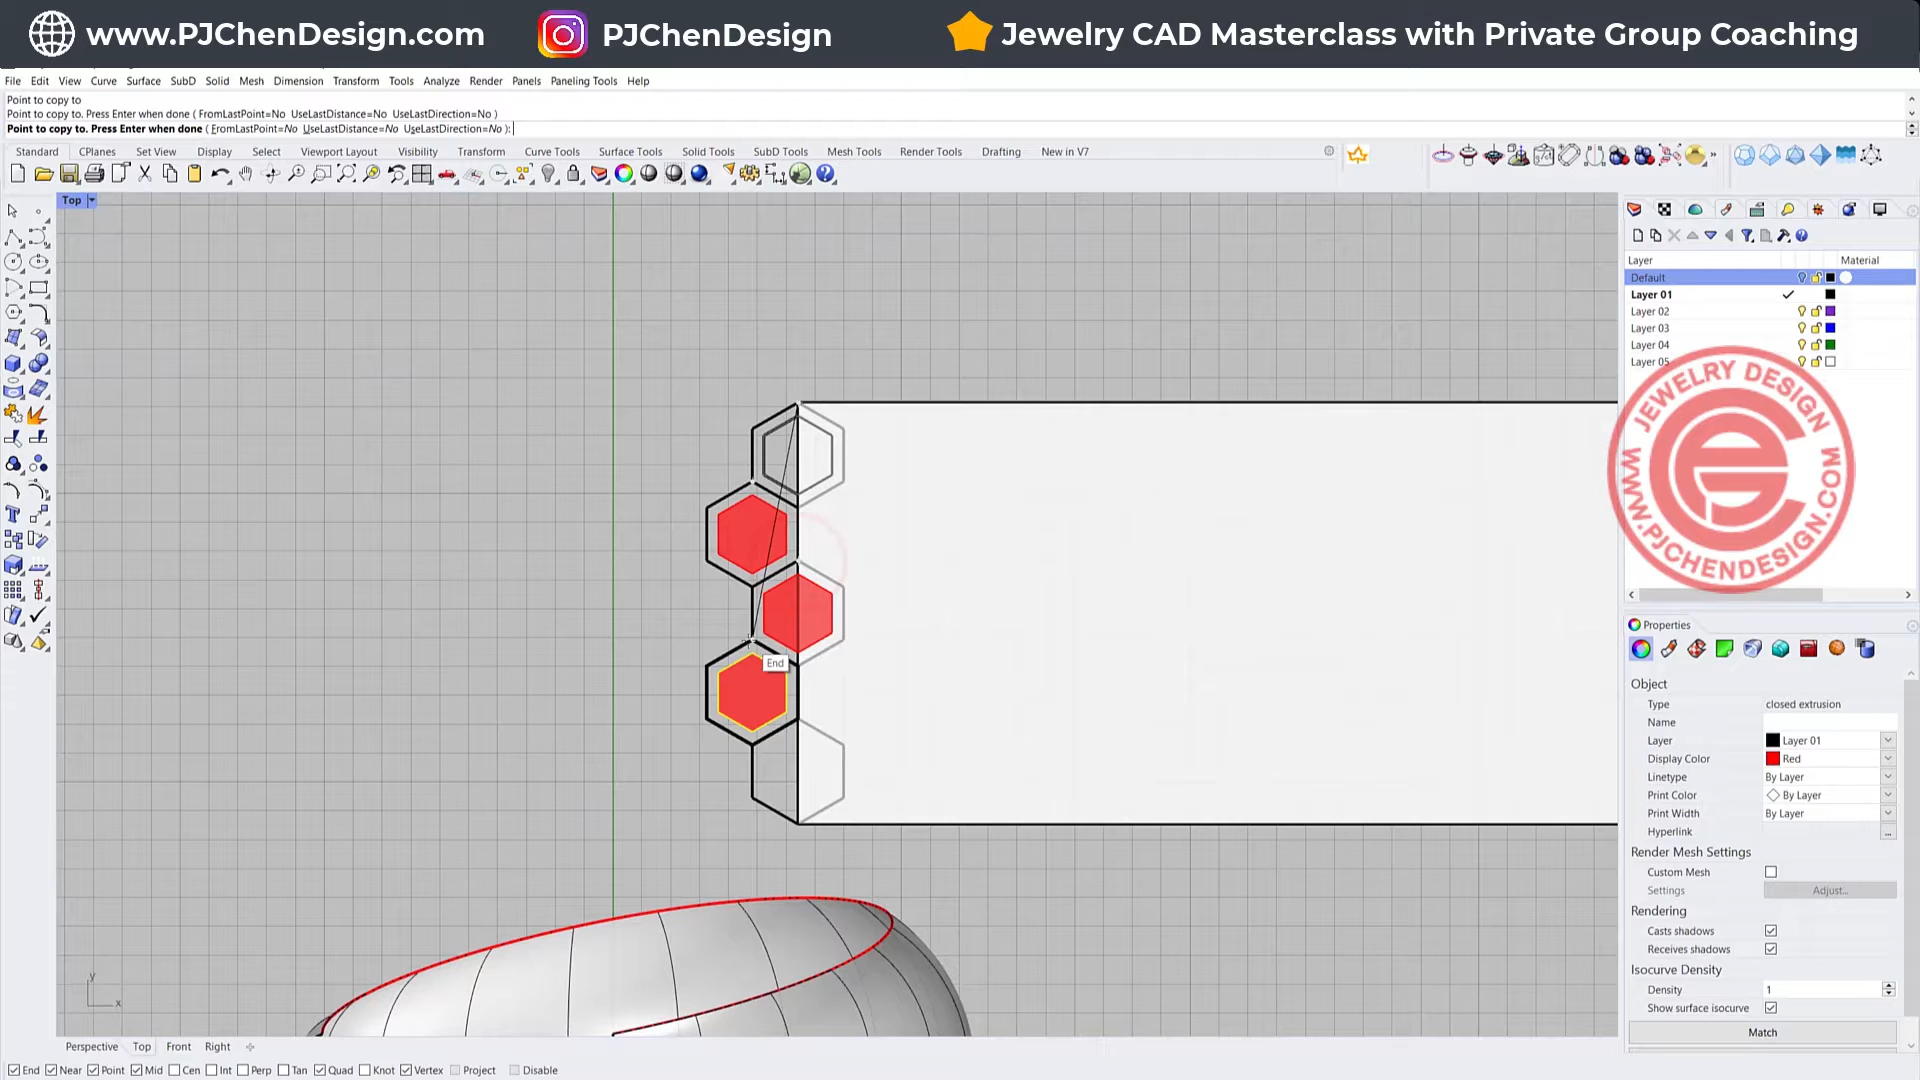 www.PJChenDesign.com PJChenDesign Jewelry CAD Masterclass with Private Group Coaching
File Edit View Curve Surface SubD Solid Mesh Dimension Transform Tools Analyze Render Panels Paneling Tools Help
Point to copy to
Point to copy to. Press Enter when done ( FromLastPoint=No UseLastDistance=No UseLastDirection=No )
Point to copy to. Press Enter when done ( FromLastPoint=No UseLastDistance=No UseLastDirection=No ):
Standard CPlanes Set View Display Select Viewport Layout Visibility Transform Curve Tools Surface Tools Solid Tools SubD Tools Mesh Tools Render Tools Drafting New in V7
Top
Layer Material
Default
Layer 01
Layer 02
Layer 03
Layer 04
Layer 05
JEWELRY DESIGN
WWW.PJCHENDESIGN.COM
End
Properties
Object
Type closed extrusion
Name
Layer Layer 01
Display Color Red
Linetype By Layer
Print Color By Layer
Print Width By Layer
Hyperlink ...
Render Mesh Settings
Custom Mesh
Settings Adjust...
Rendering
Casts shadows
Receives shadows
Isocurve Density
Density 1
Show surface isocurve
Match
y
x
Perspective Top Front Right
End Near Point Mid Cen Int Perp Tan Quad Knot Vertex Project Disable